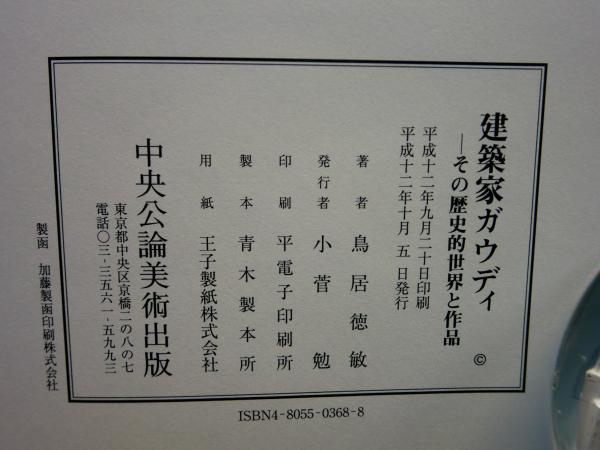 建築家ガウディ ©
―その歴史的世界と作品
平成十二年九月二十日印刷
平成十二年十月 五 日発行
著者 鳥居徳敏
発行者 小菅 勉
印刷 平電子印刷所
製本 青木製本所
用紙 王子製紙株式会社
中央公論美術出版
東京都中央区京橋二の八の七
電話〇三-三五六一-五九九三
製函 加藤製函印刷株式会社
ISBN4-8055-0368-8